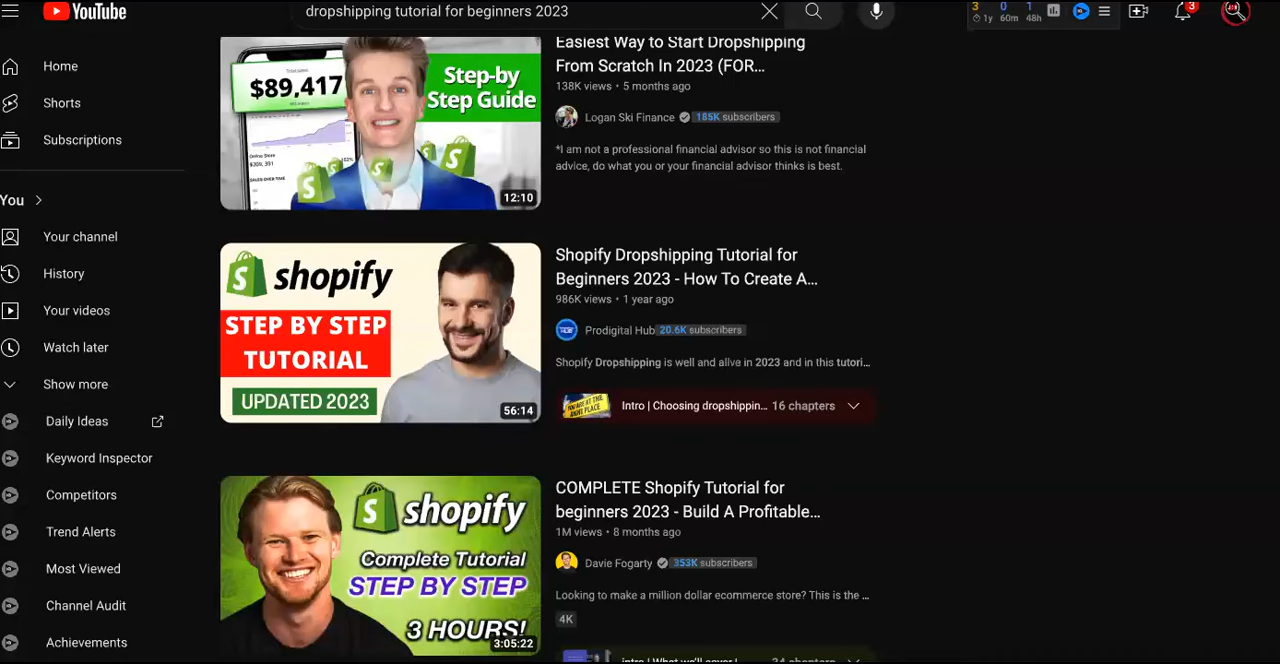 YouTube
dropshipping tutorial for beginners 2023
3 0 1
1y 60m 48h
3
Home
Shorts
Subscriptions
You
Your channel
History
Your videos
Watch later
Show more
Daily Ideas
Keyword Inspector
Competitors
Trend Alerts
Most Viewed
Channel Audit
Achievements
$89,417
Step-by
Step Guide
12:10
Easiest Way to Start Dropshipping
From Scratch In 2023 (FOR...
138K views • 5 months ago
Logan Ski Finance 185K subscribers
*I am not a professional financial advisor so this is not financial
advice, do what you or your financial advisor thinks is best.
shopify
STEP BY STEP
TUTORIAL
UPDATED 2023
56:14
Shopify Dropshipping Tutorial for
Beginners 2023 - How To Create A...
986K views • 1 year ago
Prodigital Hub 20.6K subscribers
Shopify Dropshipping is well and alive in 2023 and in this tutori...
Intro | Choosing dropshippin... 16 chapters
shopify
Complete Tutorial
STEP BY STEP
3 HOURS!
3:05:22
COMPLETE Shopify Tutorial for
beginners 2023 - Build A Profitable...
1M views • 8 months ago
Davie Fogarty 353K subscribers
Looking to make a million dollar ecommerce store? This is the ...
4K